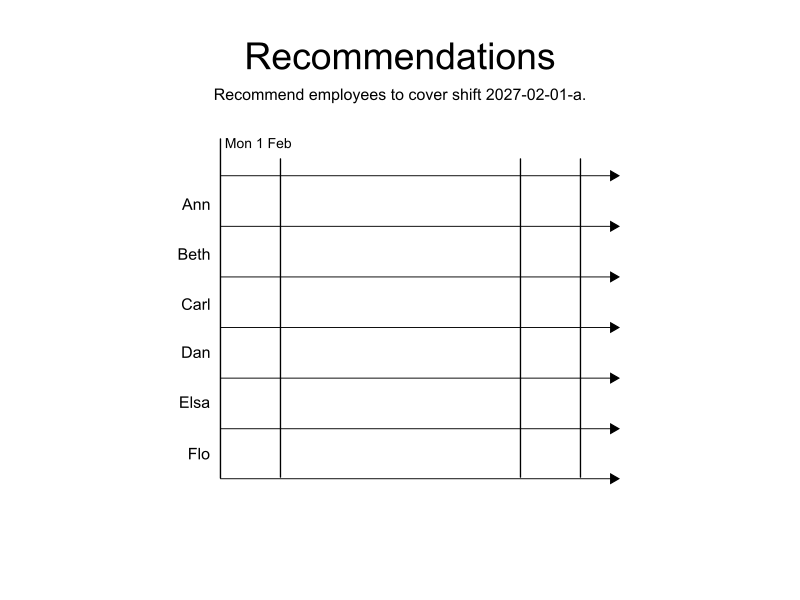 Recommendations
Recommend employees to cover shift 2027-02-01-a.
Mon 1 Feb
Ann
Beth
Carl
Dan
Elsa
Flo